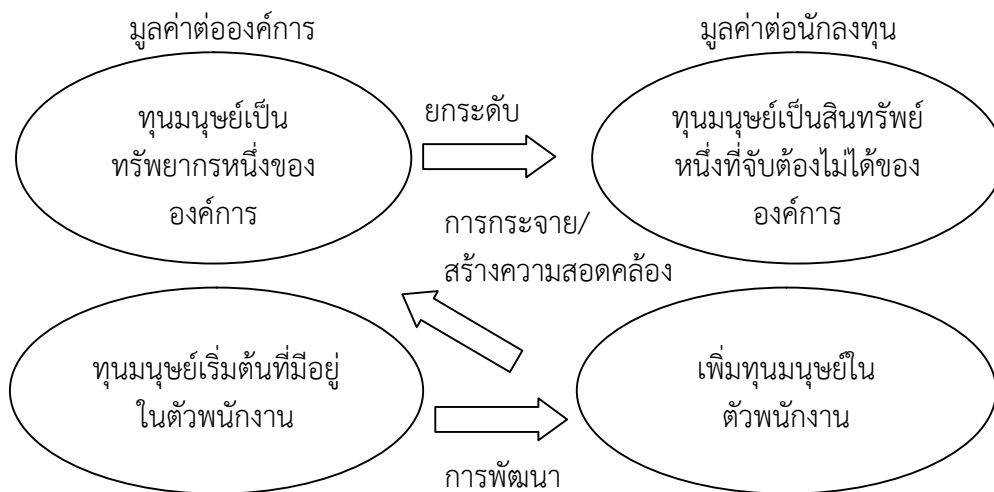 มูลค่าต่อองค์การ
มูลค่าต่อนักลงทุน
ทุนมนุษย์เป็น
ทรัพยากรหนึ่งของ
องค์การ
ยกระดับ
ทุนมนุษย์เป็นสินทรัพย์
หนึ่งที่จับต้องไม่ได้ของ
องค์การ
การกระจาย/
สร้างความสอดคล้อง
ทุนมนุษย์เริ่มต้นที่มีอยู่
ในตัวพนักงาน
เพิ่มทุนมนุษย์ใน
ตัวพนักงาน
การพัฒนา